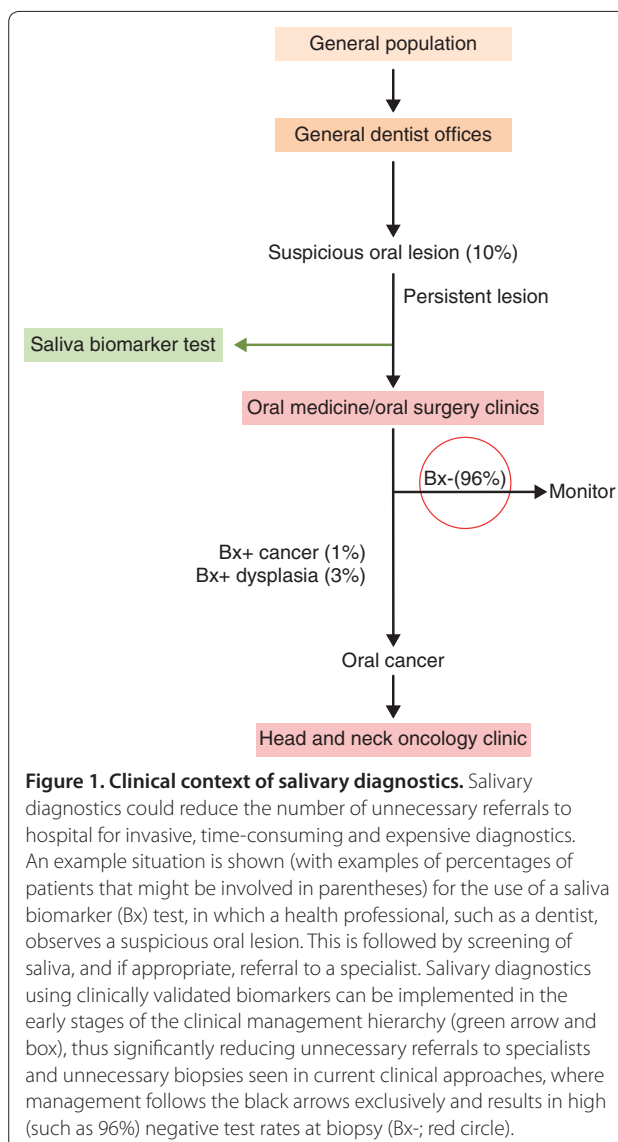 General population
General dentist offices
Suspicious oral lesion (10%)
Persistent lesion
Saliva biomarker test
Oral medicine/oral surgery clinics
Bx-(96%)
Monitor
Bx+ cancer (1%)
Bx+ dysplasia (3%)
Oral cancer
Head and neck oncology clinic
Figure 1. Clinical context of salivary diagnostics. Salivary
diagnostics could reduce the number of unnecessary referrals to
hospital for invasive, time-consuming and expensive diagnostics.
An example situation is shown (with examples of percentages of
patients that might be involved in parentheses) for the use of a saliva
biomarker (Bx) test, in which a health professional, such as a dentist,
observes a suspicious oral lesion. This is followed by screening of
saliva, and if appropriate, referral to a specialist. Salivary diagnostics
using clinically validated biomarkers can be implemented in the
early stages of the clinical management hierarchy (green arrow and
box), thus significantly reducing unnecessary referrals to specialists
and unnecessary biopsies seen in current clinical approaches, where
management follows the black arrows exclusively and results in high
(such as 96%) negative test rates at biopsy (Bx-; red circle).